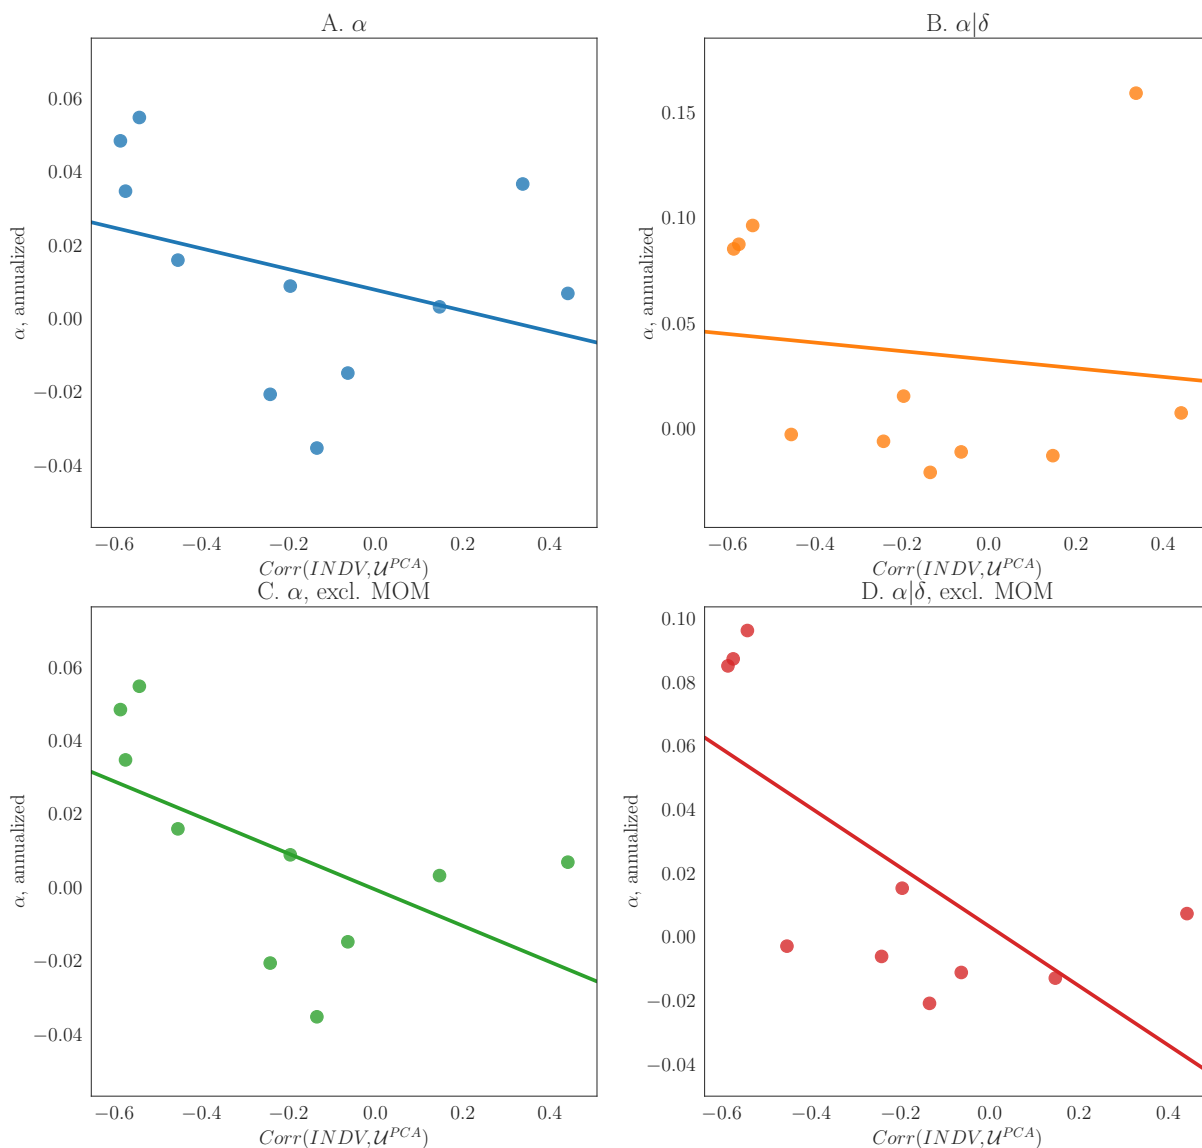 A. α
B. α|δ
α, annualized
0.06
0.04
0.02
0.00
−0.02
−0.04
−0.6 −0.4 −0.2 0.0 0.2 0.4
Corr(INDV, 𝒰^PCA)
α, annualized
0.15
0.10
0.05
0.00
−0.6 −0.4 −0.2 0.0 0.2 0.4
Corr(INDV, 𝒰^PCA)
C. α, excl. MOM
D. α|δ, excl. MOM
α, annualized
0.06
0.04
0.02
0.00
−0.02
−0.04
−0.6 −0.4 −0.2 0.0 0.2 0.4
Corr(INDV, 𝒰^PCA)
α, annualized
0.10
0.08
0.06
0.04
0.02
0.00
−0.02
−0.04
−0.6 −0.4 −0.2 0.0 0.2 0.4
Corr(INDV, 𝒰^PCA)